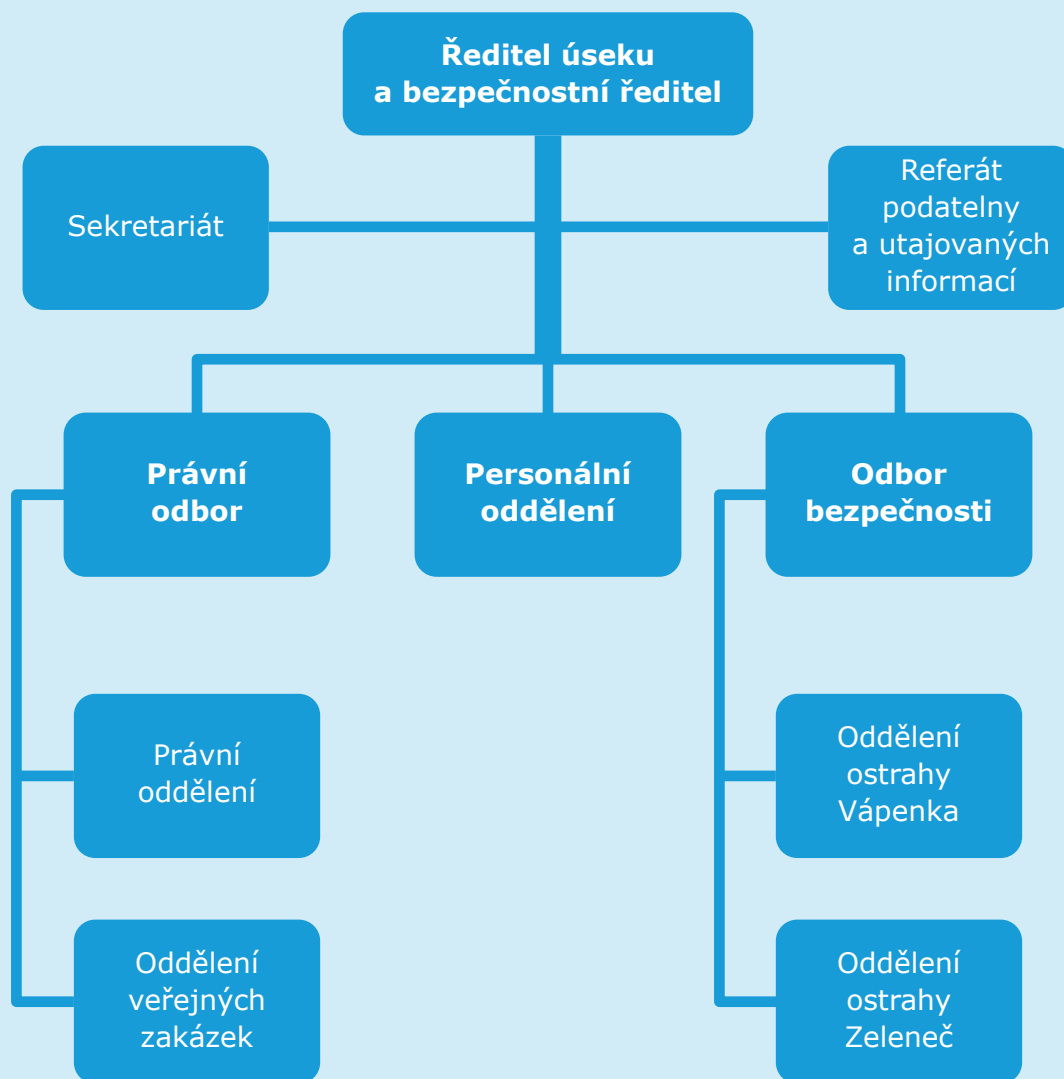 Ředitel úseku
a bezpečnostní ředitel
Sekretariát
Referát
podatelny
a utajovaných
informací
Právní
odbor
Personální
oddělení
Odbor
bezpečnosti
Právní
oddělení
Oddělení
ostrahy
Vápenka
Oddělení
veřejných
zakázek
Oddělení
ostrahy
Zeleneč